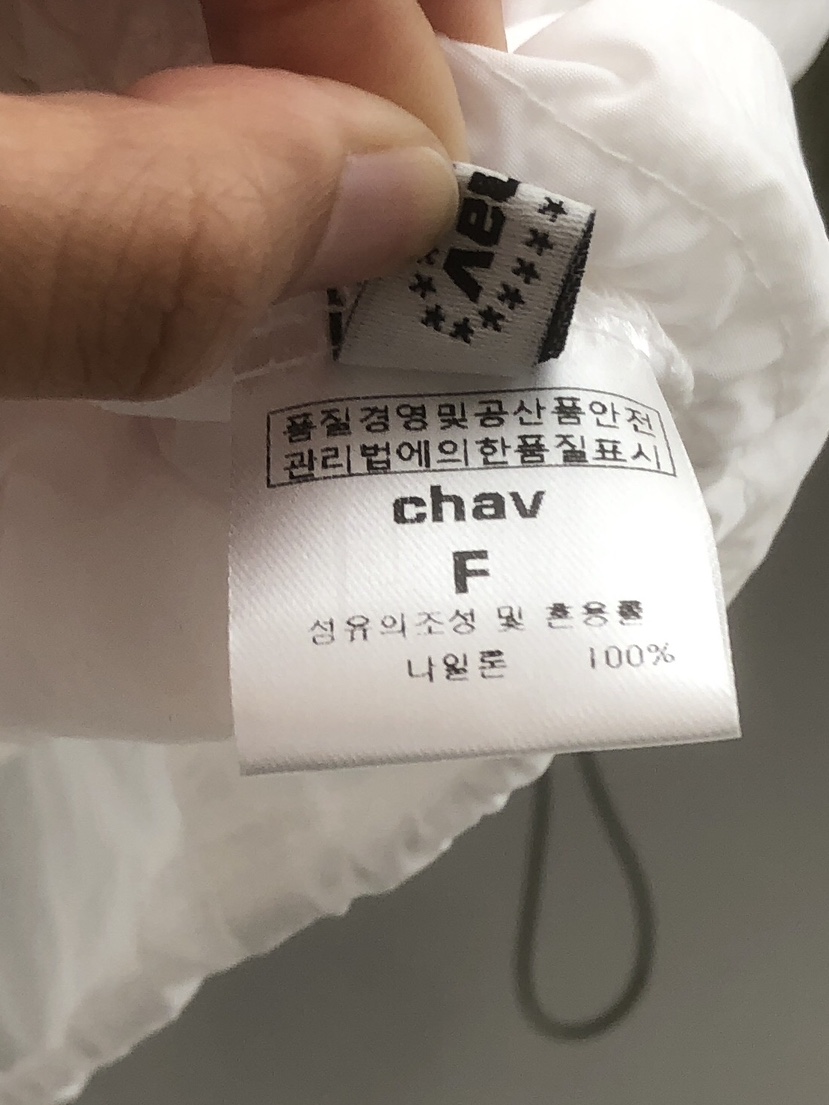 av
품질경영및공산품안전
관리법에의한품질표시
chav
F
섬유의조성 및 혼용률
나일론 100%